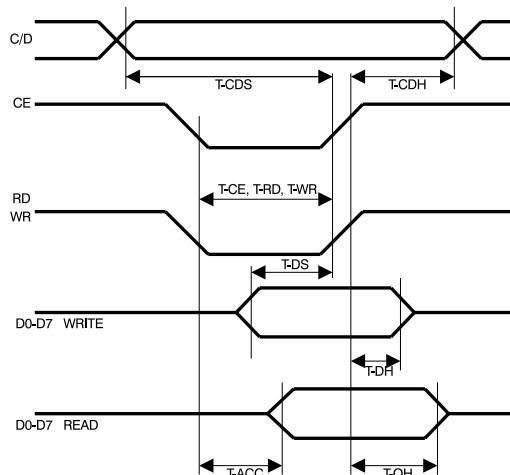 C/D
T-CDS
T-CDH
CE
T-CE, T-RD, T-WR
RD
WR
T-DS
D0-D7 WRITE
T-DH
D0-D7 READ
T-ACC
T-OH